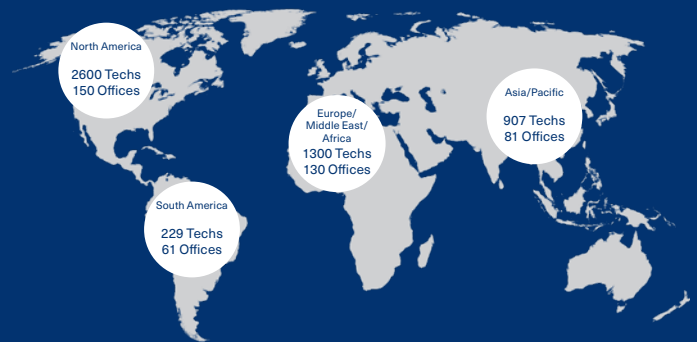 North America
2600 Techs
150 Offices
Europe/
Middle East/
Africa
1300 Techs
130 Offices
Asia/Pacific
907 Techs
81 Offices
South America
229 Techs
61 Offices